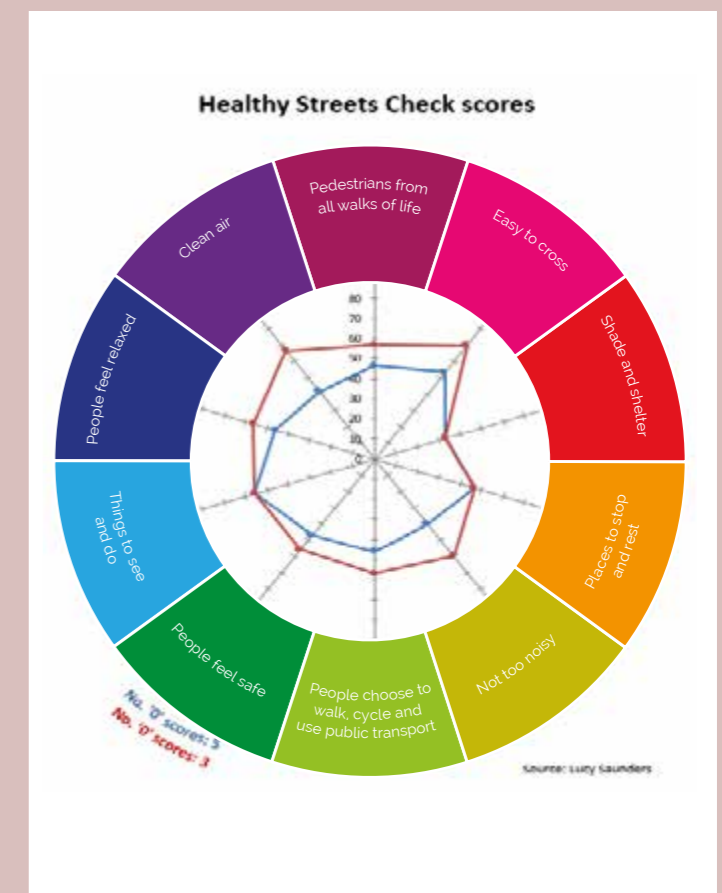 Healthy Streets Check scores
Pedestrians from
all walks of life
Easy to cross
Shade and shelter
Places to stop
and rest
Not too noisy
People choose to
walk, cycle and
use public transport
People feel safe
Things to see
and do
People feel relaxed
Clean air
80
70
60
50
40
30
20
10
0
No. '0' scores: 5
No. '0' scores: 3
Source: Lucy Saunders